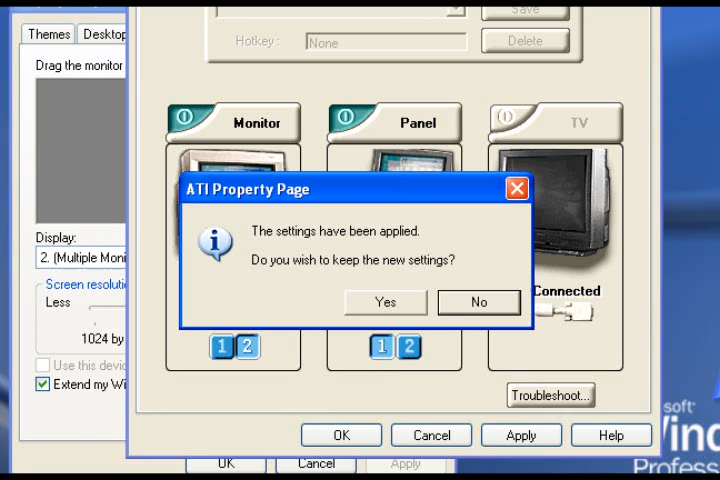 Save
Hotkey:
None
Delete
Themes
Desktop
Drag the monitor
Monitor
Panel
TV
ATI Property Page
The settings have been applied.
Do you wish to keep the new settings?
Yes
No
Display:
2. (Multiple Moni
Screen resoluti
Less
1024 by
Connected
1 2
1 2
Use this devic
Extend my Wi
Troubleshoot...
OK
Cancel
Apply
Help
OK
Cancel
Apply
soft
Wind
Profess